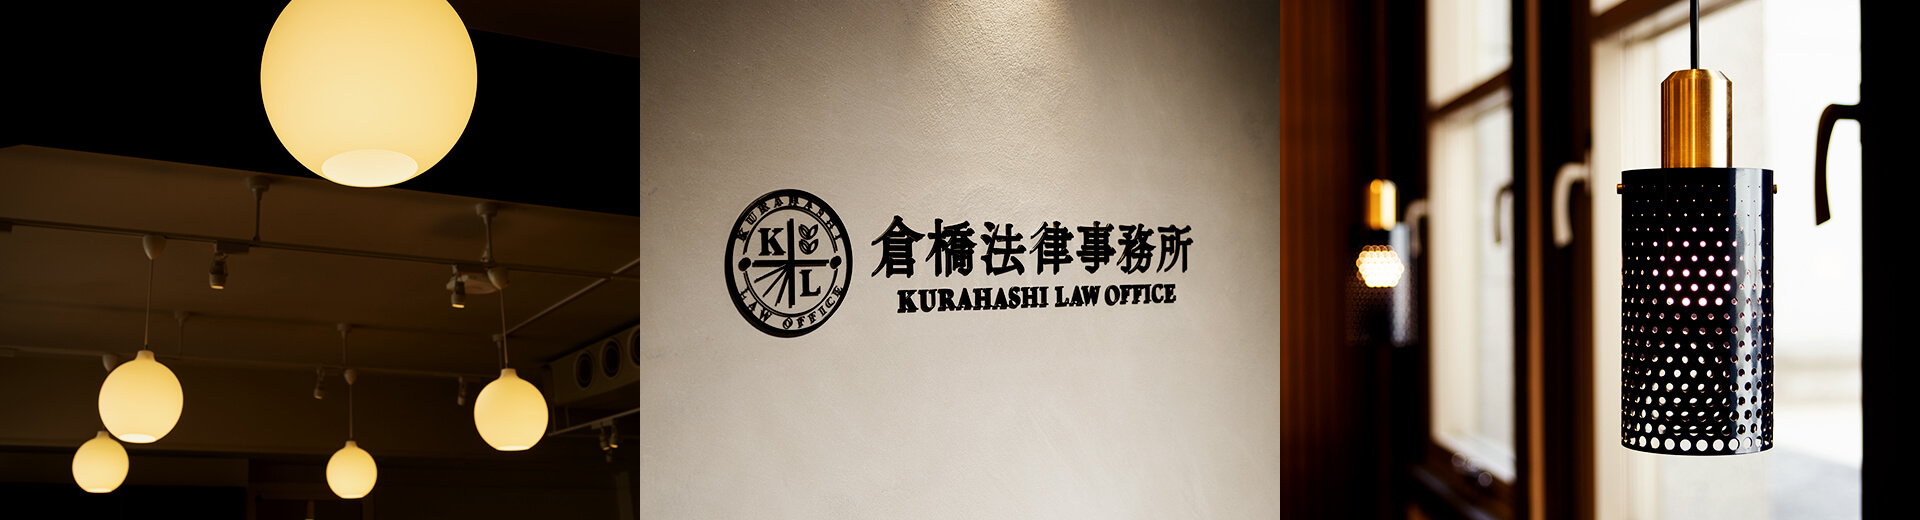 KURAHASHI
K
L
LAW OFFICE
倉橋法律事務所
KURAHASHI LAW OFFICE